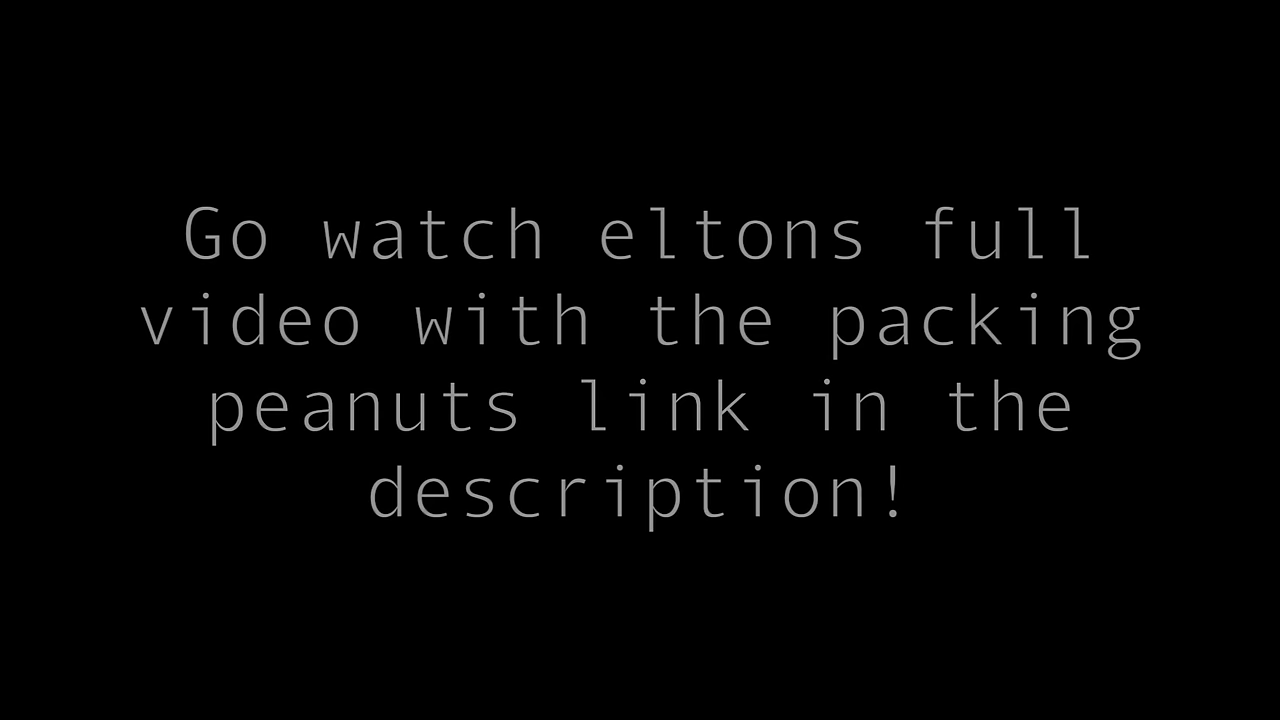 Go watch eltons full
video with the packing
peanuts link in the
description!